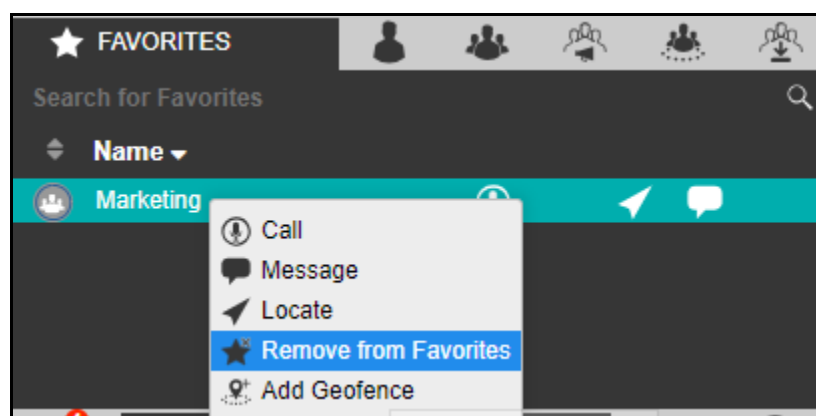 FAVORITES
Search for Favorites
Name
Marketing
Call
Message
Locate
Remove from Favorites
Add Geofence